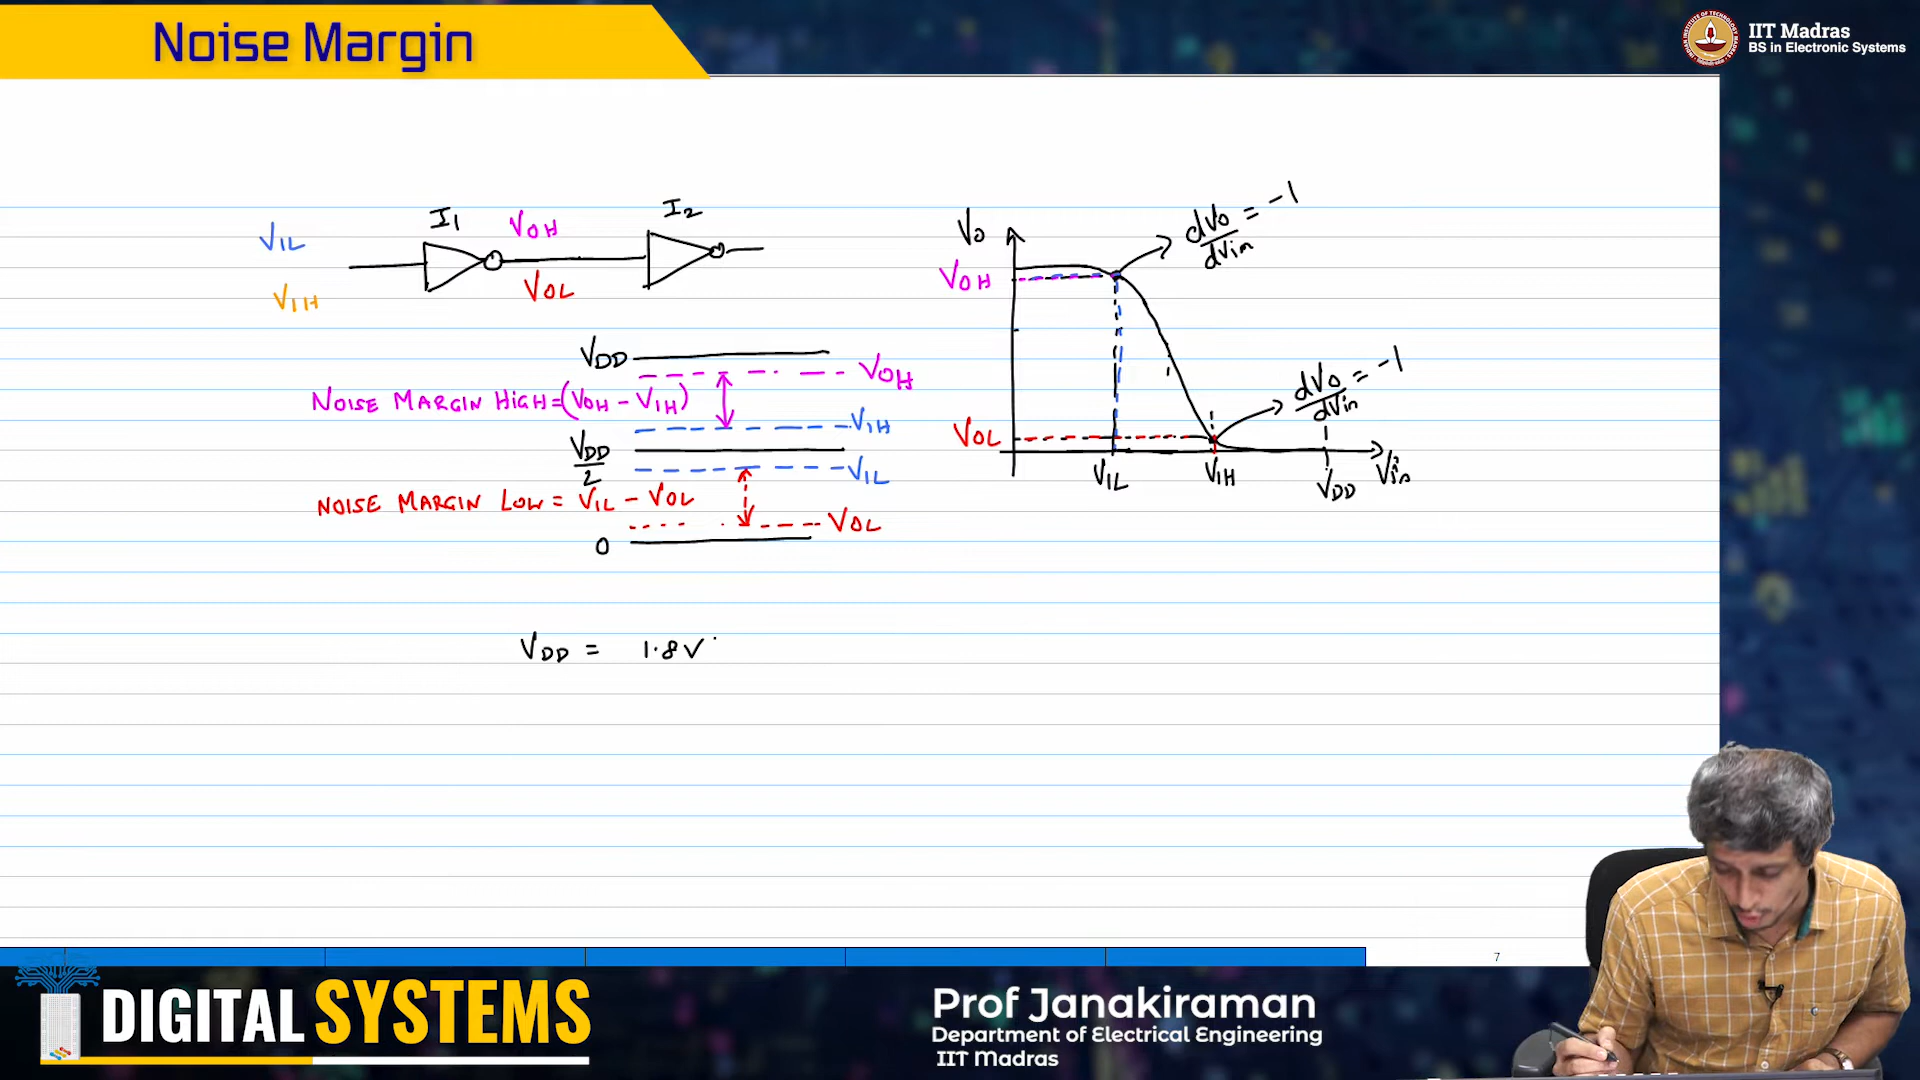 Noise Margin
IIT Madras
BS in Electronic Systems
I1
I2
VIL
VOH
VIH
VOL
VDD
VOH
NOISE MARGIN HIGH = (VOH - VIH)
VIH
VDD/2
VIL
NOISE MARGIN LOW = VIL - VOL
VOL
0
VO
dVO/dVin = -1
VOH
dVO/dVin = -1
VOL
VIL
VIH
VDD
Vin
VDD = 1.8V
7
DIGITAL SYSTEMS
Prof Janakiraman
Department of Electrical Engineering
IIT Madras